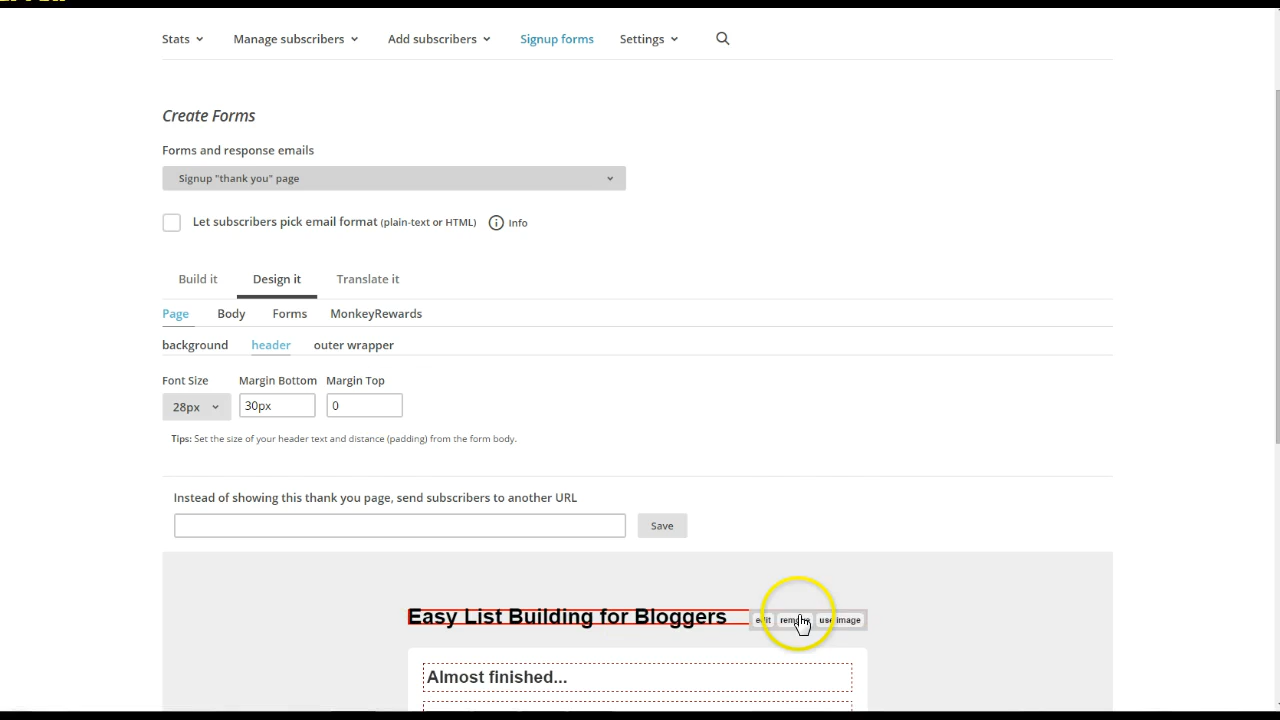 Stats Manage subscribers Add subscribers Signup forms Settings
Create Forms
Forms and response emails
Signup "thank you" page
Let subscribers pick email format (plain-text or HTML) Info
Build it Design it Translate it
Page Body Forms MonkeyRewards
background header outer wrapper
Font Size Margin Bottom Margin Top
28px 30px 0
Tips: Set the size of your header text and distance (padding) from the form body.
Instead of showing this thank you page, send subscribers to another URL
Save
Easy List Building for Bloggers edit use image
Almost finished...